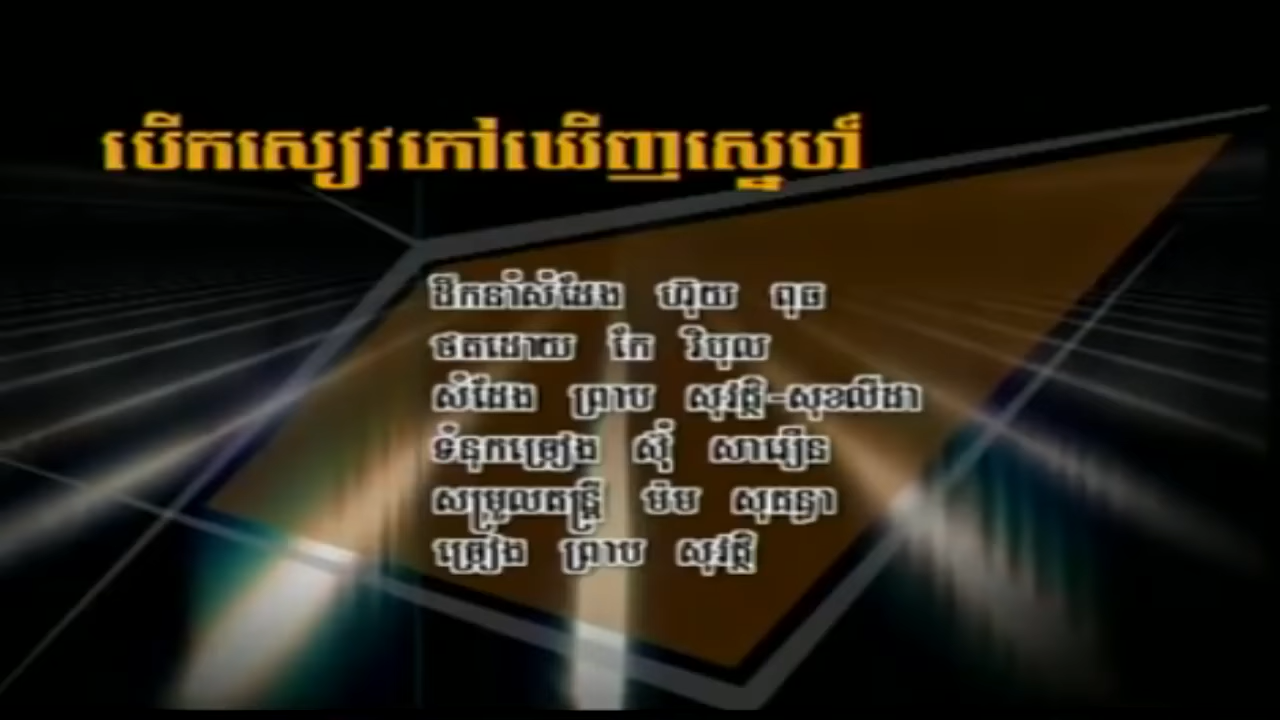 បើកស្យេវភៅឃើញស្នេហ៍
ដឹកនាំសំដែង ហ៊ុយ ពុធ
ថតដោយ កែ វិបុល
សំដែង ព្រាប សុវត្ថិ-សុខលីដា
ទំនុកច្រៀង ស៊ុំ សារឿន
សម្រួលតន្ត្រី ម៉ម សុតន្ធា
ច្រៀង ព្រាប សុវត្ថិ